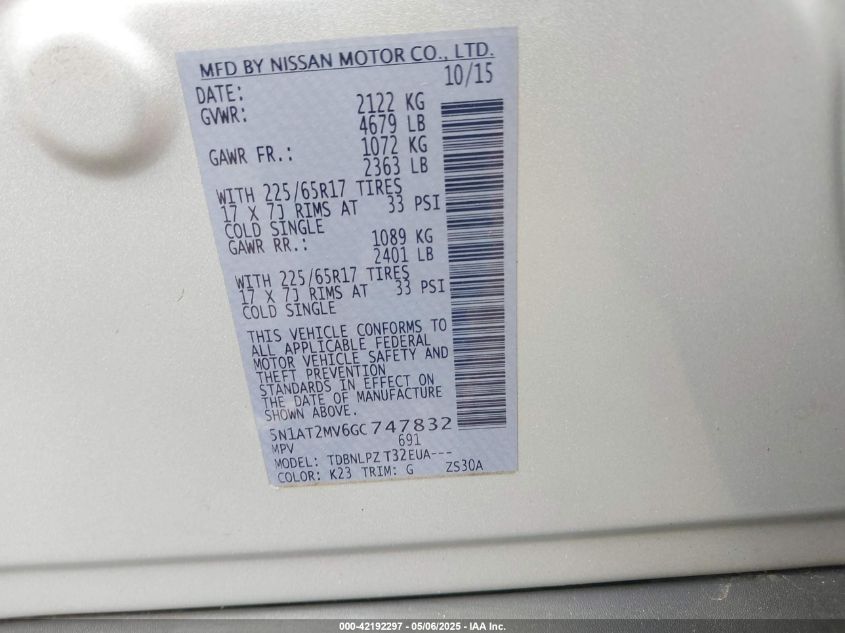 MFD BY NISSAN MOTOR CO., LTD.
DATE: 10/15
GVWR: 2122 KG
4679 LB
GAWR FR.: 1072 KG
2363 LB
WITH 225/65R17 TIRES
17 X 7J RIMS AT 33 PSI
COLD SINGLE
GAWR RR.: 1089 KG
2401 LB
WITH 225/65R17 TIRES
17 X 7J RIMS AT 33 PSI
COLD SINGLE
THIS VEHICLE CONFORMS TO
ALL APPLICABLE FEDERAL
MOTOR VEHICLE SAFETY AND
THEFT PREVENTION
STANDARDS IN EFFECT ON
THE DATE OF MANUFACTURE
SHOWN ABOVE.
5N1AT2MV6GC747832
MPV 691
MODEL: TDBNLPZ T32EUA---
COLOR: K23 TRIM: G ZS30A
000-42192297 - 05/06/2025 - IAA Inc.